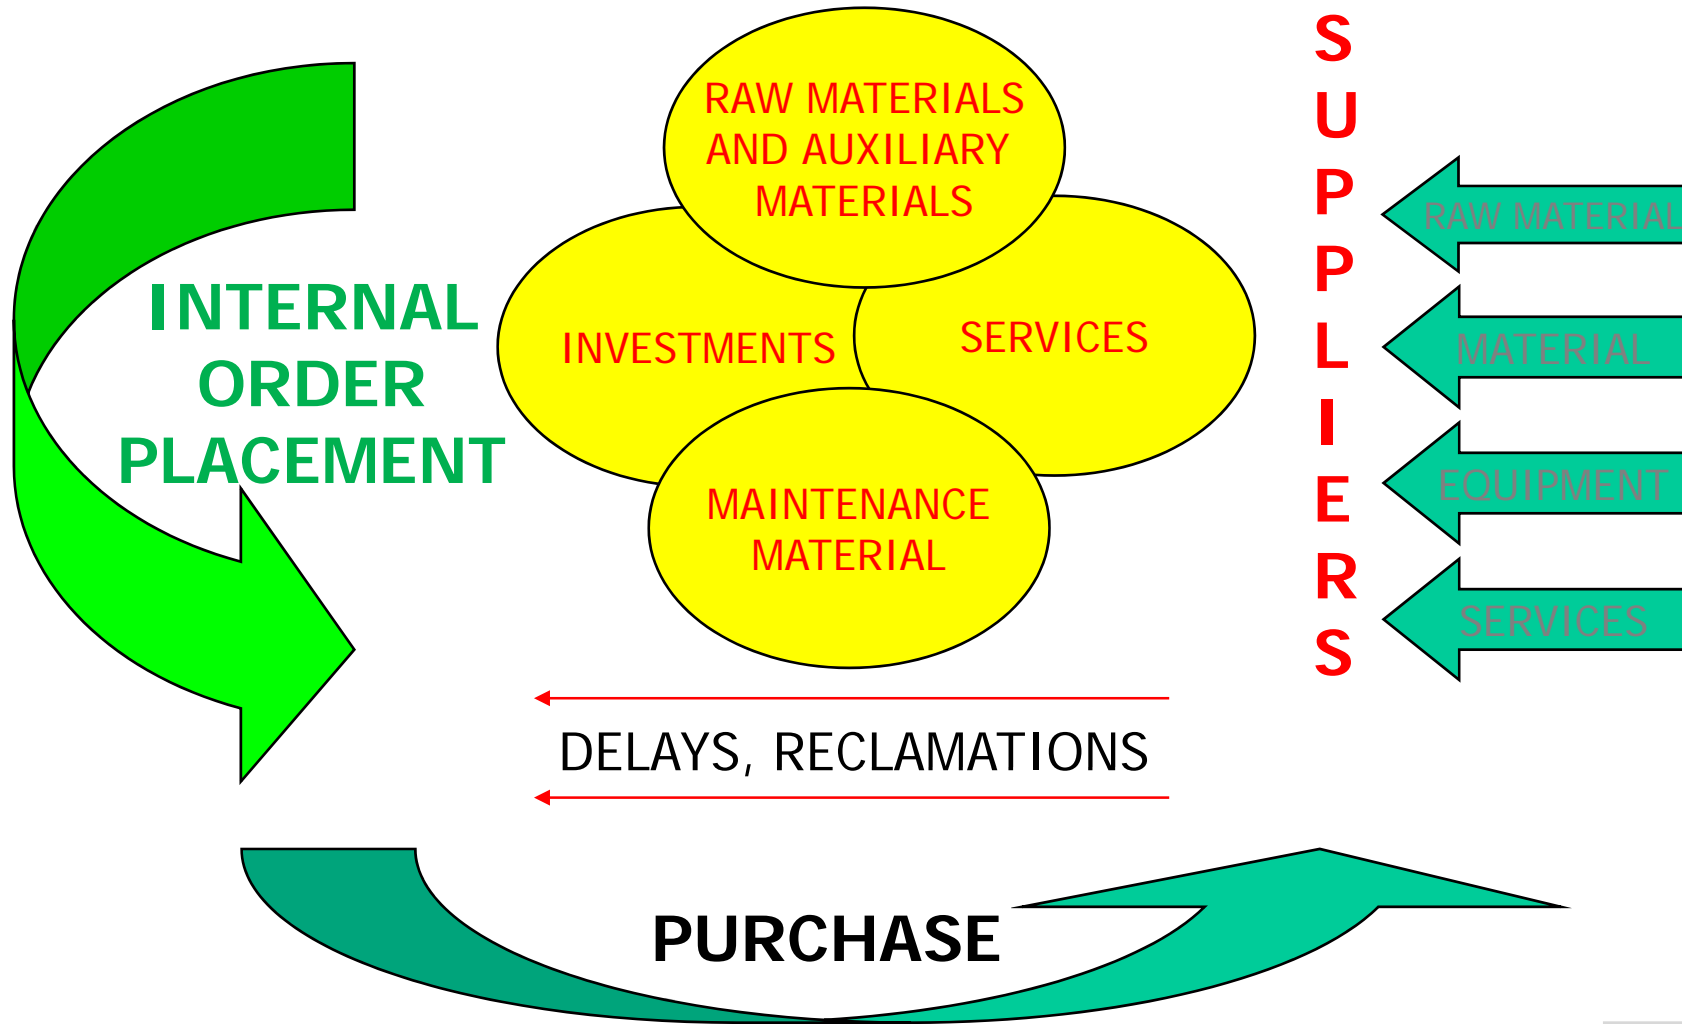 RAW MATERIALS
AND AUXILIARY
MATERIALS
INVESTMENTS
SERVICES
MAINTENANCE
MATERIAL
INTERNAL
ORDER
PLACEMENT
S
U
P
P
L
I
E
R
S
RAW MATERIAL
MATERIAL
EQUIPMENT
SERVICES
DELAYS, RECLAMATIONS
PURCHASE